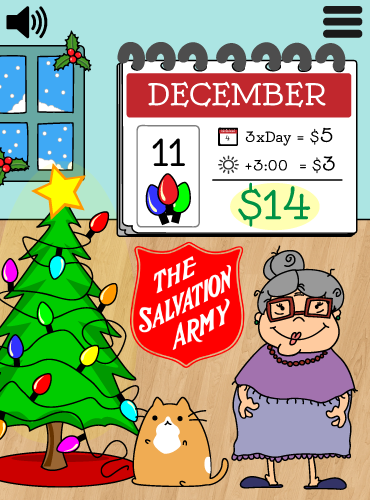 DECEMBER
11
4
3xDay = $5
+3:00 = $3
$14
THE
SALVATION
ARMY